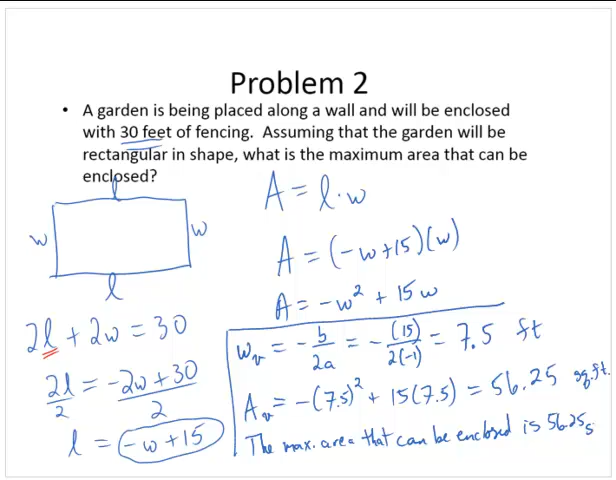 Problem 2
• A garden is being placed along a wall and will be enclosed
with 30 feet of fencing. Assuming that the garden will be
rectangular in shape, what is the maximum area that can be
enclosed?
l
w
w
l
A = l · w
A = (-w+15)(w)
A = -w² + 15w
2l + 2w = 30
2l/2 = (-2w+30)/2
l = -w+15
w_v = -b/2a = -(15)/2(-1) = 7.5 ft
A_v = -(7.5)² + 15(7.5) = 56.25 sq.ft.
The max. area that can be enclosed is 56.25 s